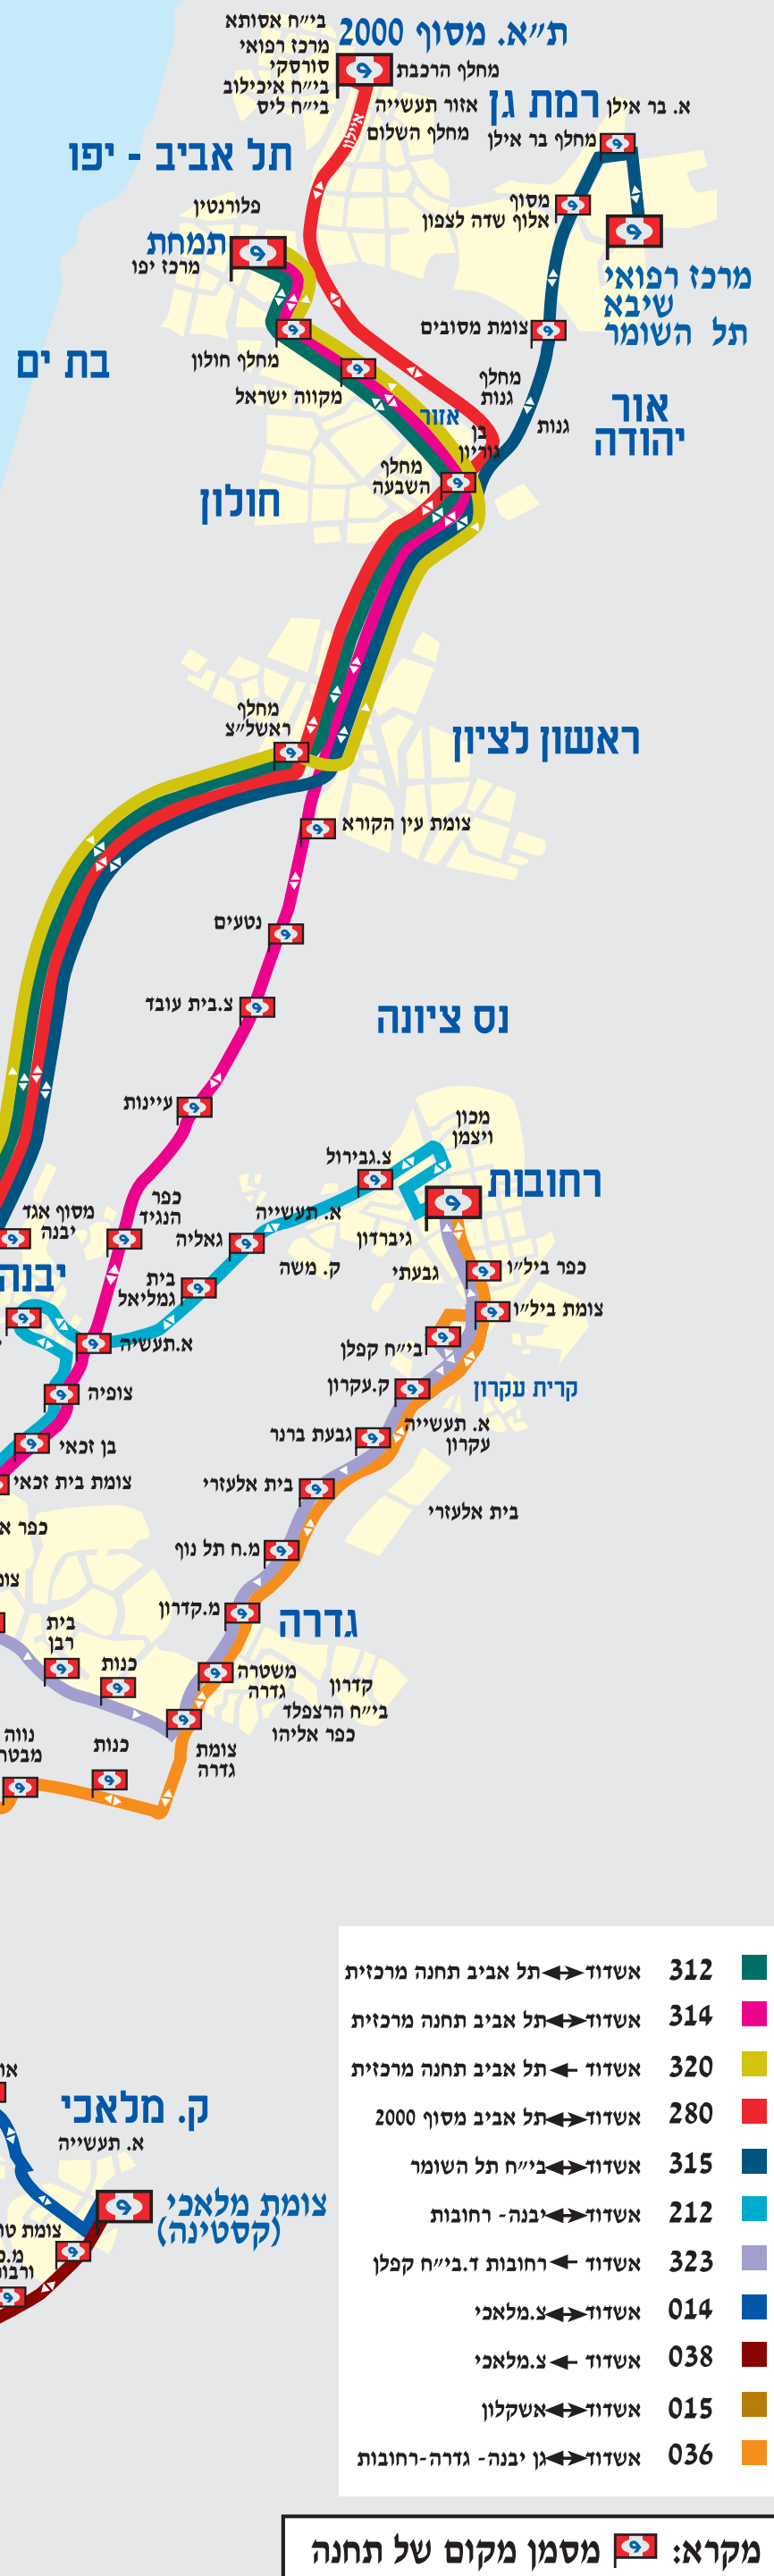 ת״א. מסוף 2000
בי״ח אסותא
מרכז רפואי
סורסקי
בי״ח איכילוב
בי״ח ליס
מחלף הרכבת
אזור תעשייה
מחלף השלום
איילון
רמת גן
א. בר אילן
מחלף בר אילן
תל אביב - יפו
מסוף
אלוף שדה לצפון
פלורנטין
תמחת
מרכז יפו
מרכז רפואי
שיבא
תל השומר
צומת מסובים
מחלף חולון
בת ים
מקווה ישראל
מחלף
גנות
אזור
גנות
אור
יהודה
בן
גוריון
מחלף
השבעה
חולון
מחלף
ראשל״צ
ראשון לציון
צומת עין הקורא
נטעים
צ.בית עובד
נס ציונה
עיינות
מכון
ויצמן
צ.גבירול
רחובות
כפר
הנגיד
מסוף אגד
יבנה
א. תעשייה
גאליה
גיברדון
ק. משה
גבעתי
כפר ביל״ו
יבנה
בית
גמליאל
צומת ביל״ו
א.תעשיה
בי״ח קפלן
ק.עקרון
קרית עקרון
צופיה
א. תעשייה
עקרון
גבעת ברנר
בן זכאי
צומת בית זכאי
בית אלעזרי
בית אלעזרי
כפר א
מ.ח תל נוף
צומ
מ.קדרון
גדרה
בית
רבן
כנות
משטרה
גדרה
קדרון
בי״ח הרצפלד
כפר אליהו
נווה
מבטח
כנות
צומת
גדרה
312 אשדוד↔תל אביב תחנה מרכזית
314 אשדוד↔תל אביב תחנה מרכזית
320 אשדוד ← תל אביב תחנה מרכזית
280 אשדוד↔תל אביב מסוף 2000
315 אשדוד↔בי״ח תל השומר
212 אשדוד↔יבנה- רחובות
323 אשדוד ← רחובות ד.בי״ח קפלן
014 אשדוד↔צ.מלאכי
038 אשדוד ← צ.מלאכי
015 אשדוד↔אשקלון
036 אשדוד↔גן יבנה- גדרה-רחובות
או
ק. מלאכי
א. תעשייה
צומת מלאכי
(קסטינה)
צומת טו
ורבו
מקרא: מסמן מקום של תחנה